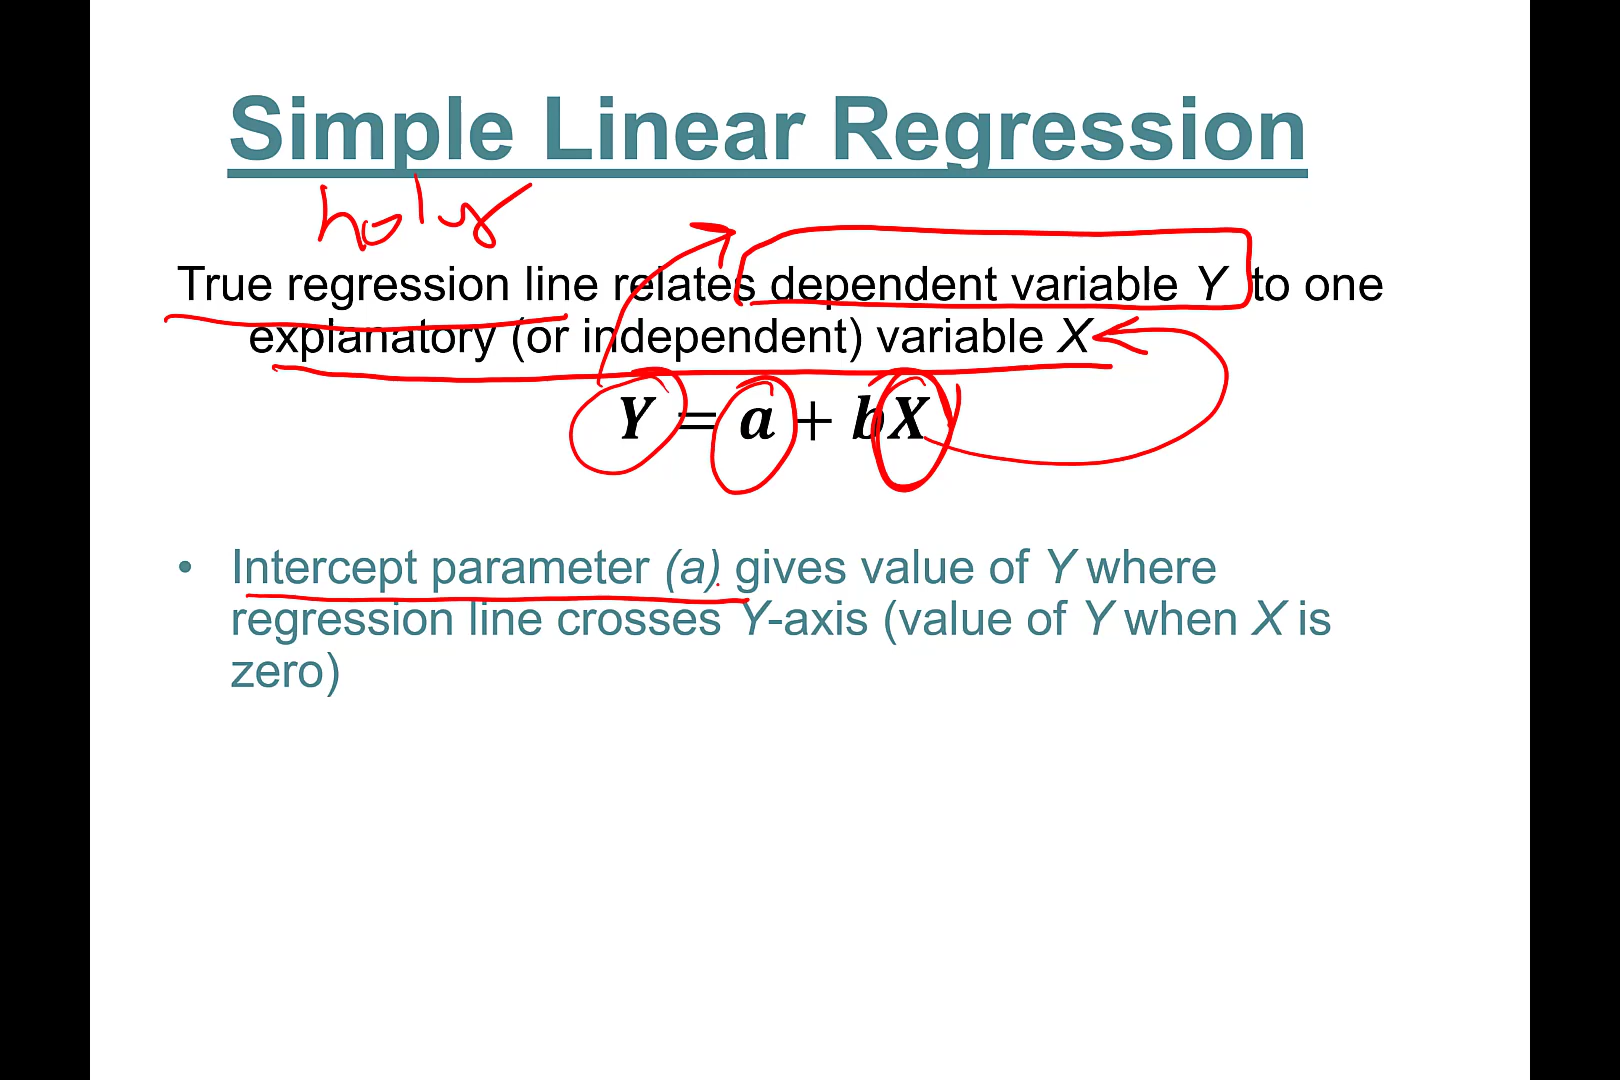 Simple Linear Regression
holy
True regression line relates dependent variable Y to one
explanatory (or independent) variable X
Y = a + bX
• Intercept parameter (a) gives value of Y where
regression line crosses Y-axis (value of Y when X is
zero)